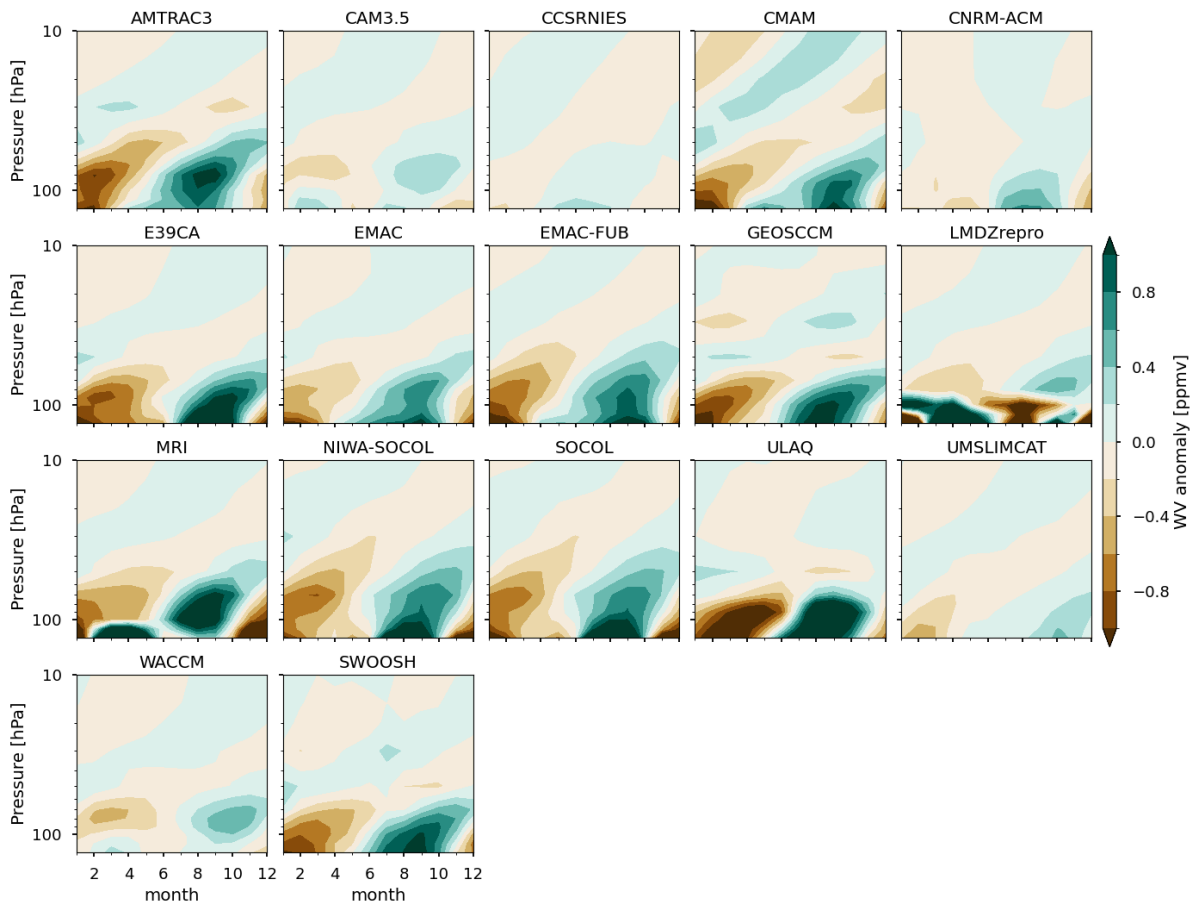 AMTRAC3 CAM3.5 CCSRNIES CMAM CNRM-ACM
10
100
Pressure [hPa]
E39CA EMAC EMAC-FUB GEOSCCM LMDZrepro
10
100
Pressure [hPa]
MRI NIWA-SOCOL SOCOL ULAQ UMSLIMCAT
10
100
Pressure [hPa]
WACCM SWOOSH
10
100
Pressure [hPa]
2 4 6 8 10 12 2 4 6 8 10 12
month month
0.8
0.4
0.0
−0.4
−0.8
WV anomaly [ppmv]